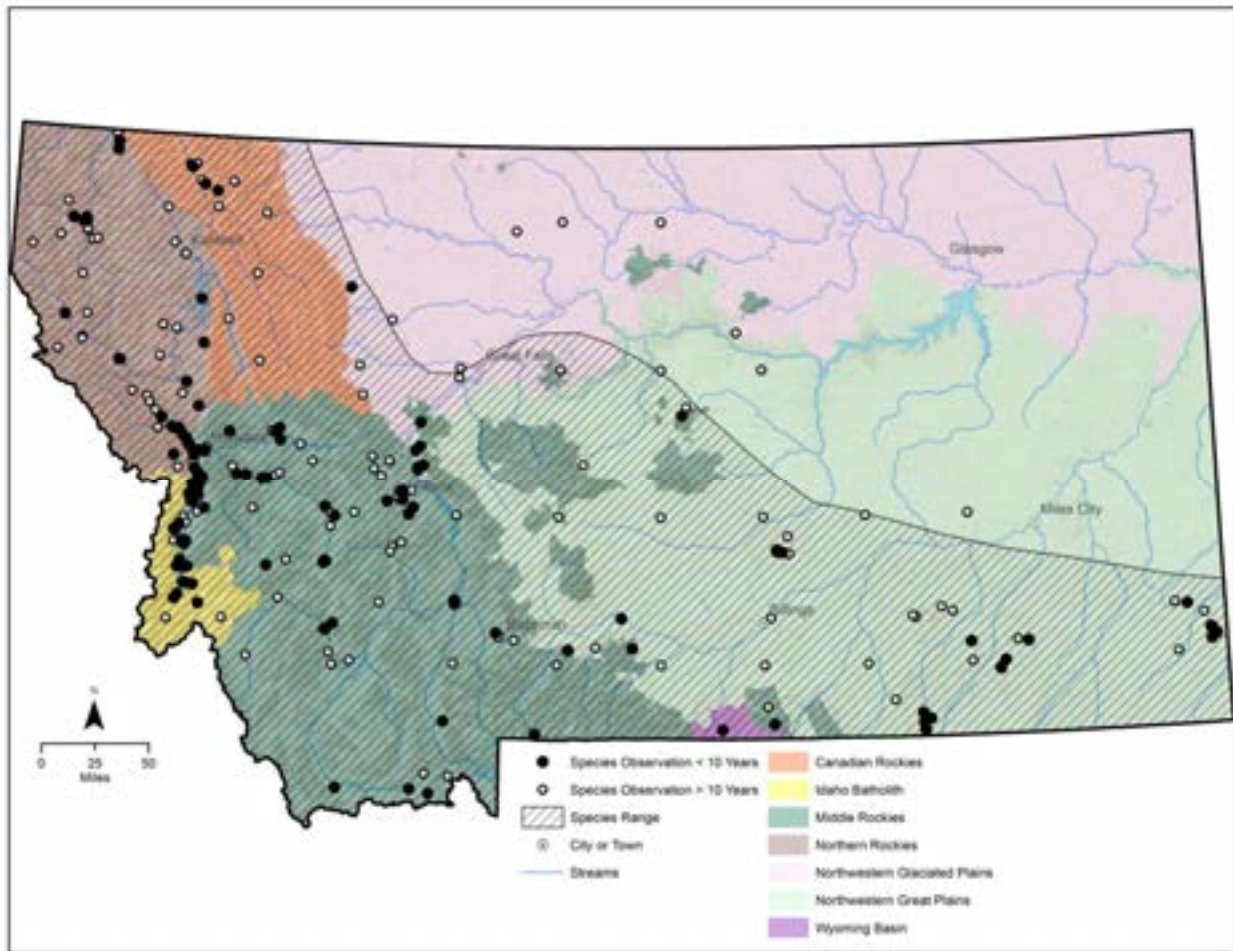 Glasgow
Great Falls
Miles City
Billings
N
0 25 50
Miles
Species Observation < 10 Years
Species Observation > 10 Years
Species Range
City or Town
Streams
Canadian Rockies
Idaho Batholith
Middle Rockies
Northern Rockies
Northwestern Glaciated Plains
Northwestern Great Plains
Wyoming Basin